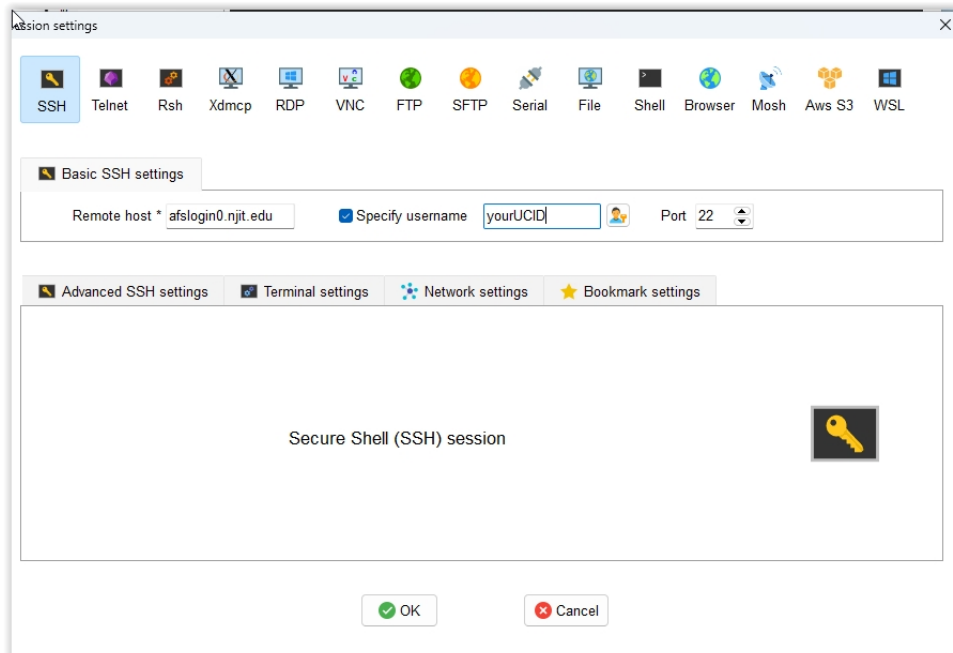 ssion settings
SSH Telnet Rsh Xdmcp RDP VNC FTP SFTP Serial File Shell Browser Mosh Aws S3 WSL
Basic SSH settings
Remote host * afslogin0.njit.edu Specify username yourUCID Port 22
Advanced SSH settings Terminal settings Network settings Bookmark settings
Secure Shell (SSH) session
OK Cancel